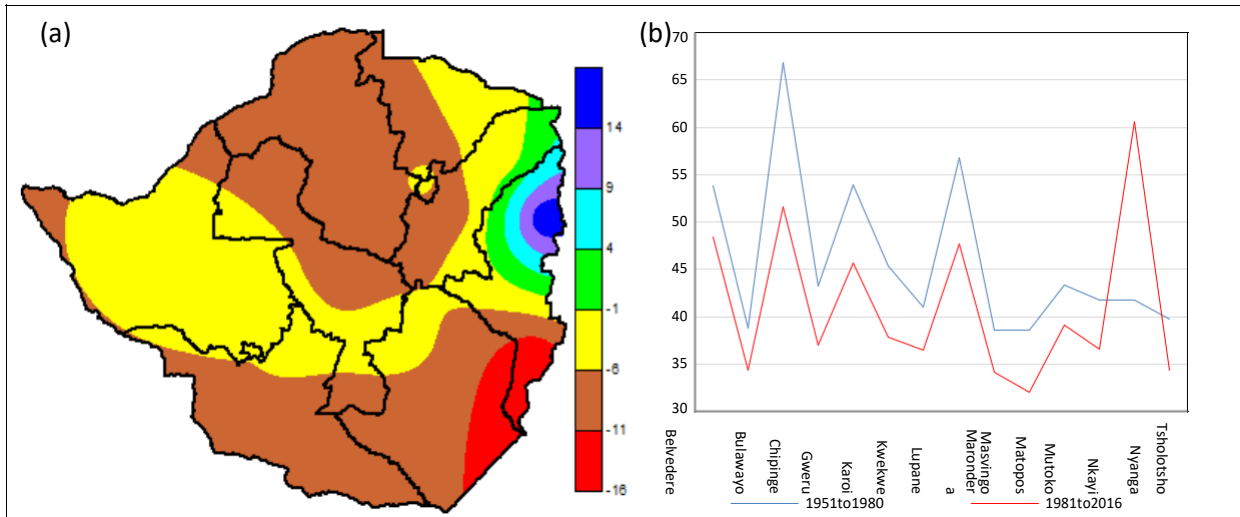 (a)
14
9
4
-1
-6
-11
-16
(b)
70
65
60
55
50
45
40
35
30
Belvedere
Bulawayo
Chipinge
Gweru
Karoi
Kwekwe
Lupane
Maronder
a
Masvingo
Matopos
Mutoko
Nkayi
Nyanga
Tsholotsho
1951to1980
1981to2016